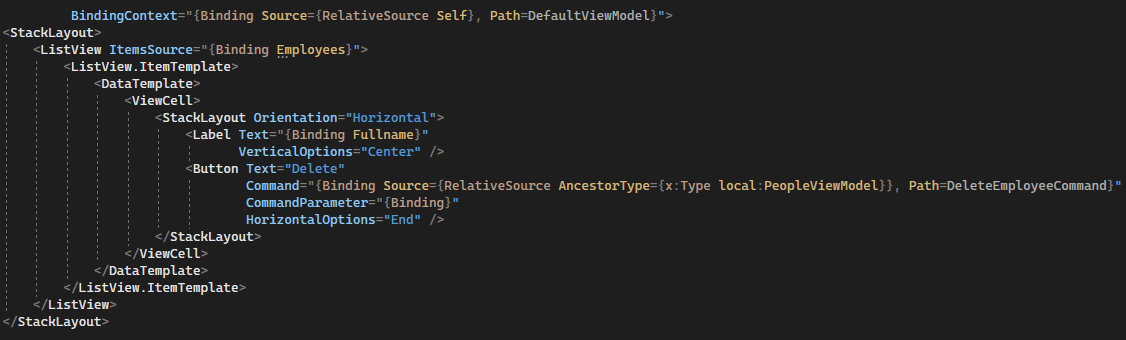 BindingContext="{Binding Source={RelativeSource Self}, Path=DefaultViewModel}">
<StackLayout>
<ListView ItemsSource="{Binding Employees}">
<ListView.ItemTemplate>
<DataTemplate>
<ViewCell>
<StackLayout Orientation="Horizontal">
<Label Text="{Binding Fullname}"
VerticalOptions="Center" />
<Button Text="Delete"
Command="{Binding Source={RelativeSource AncestorType={x:Type local:PeopleViewModel}}, Path=DeleteEmployeeCommand}"
CommandParameter="{Binding}"
HorizontalOptions="End" />
</StackLayout>
</ViewCell>
</DataTemplate>
</ListView.ItemTemplate>
</ListView>
</StackLayout>